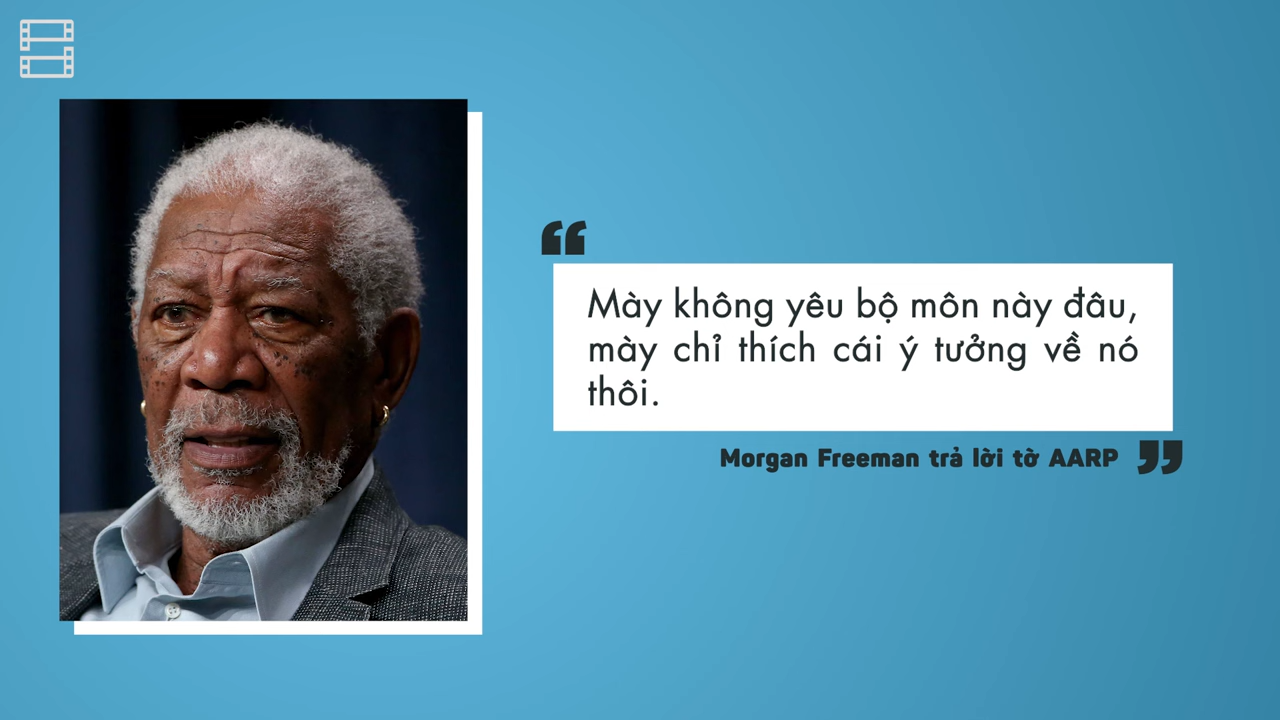 “
Mày không yêu bộ môn này đâu,
mày chỉ thích cái ý tưởng về nó
thôi.
Morgan Freeman trả lời tờ AARP ”